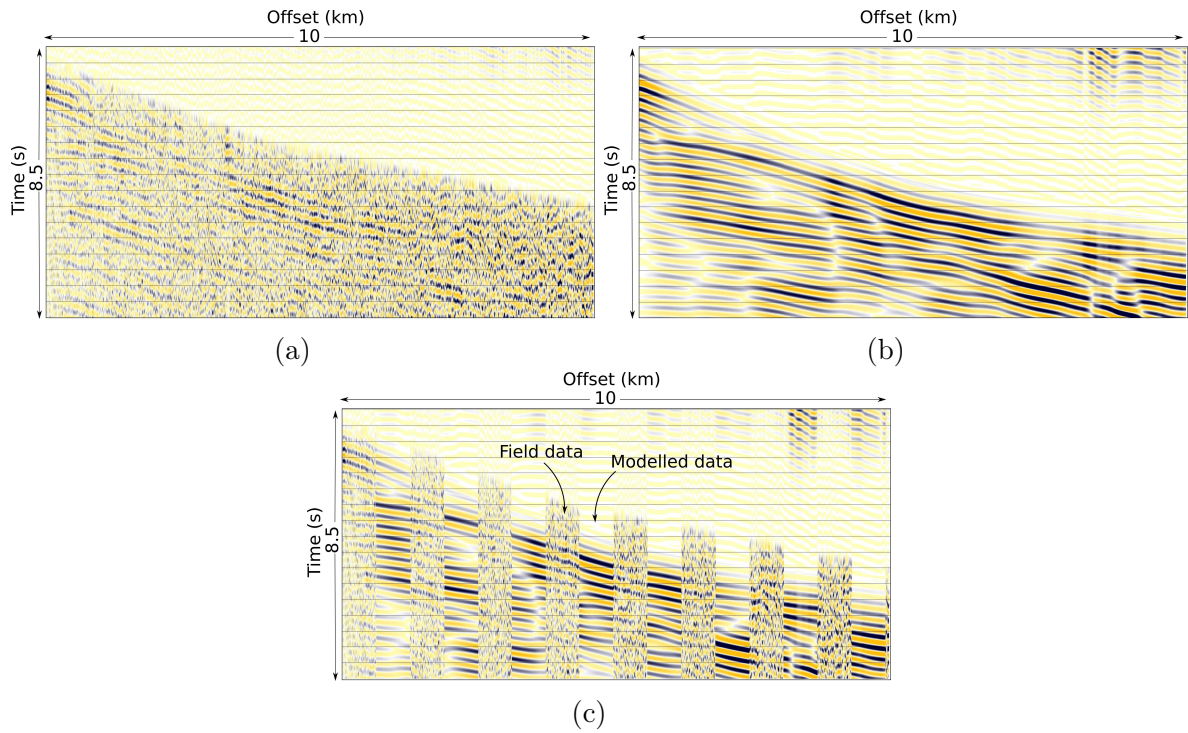 Offset (km)
10
Time (s)
8.5
(a)
Offset (km)
10
Time (s)
8.5
(b)
Offset (km)
10
Field data
Modelled data
Time (s)
8.5
(c)